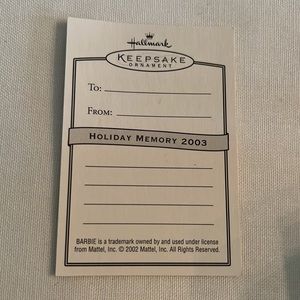 Hallmark
KEEPSAKE
ORNAMENT
To:
FROM:
HOLIDAY MEMORY 2003
BARBIE is a trademark owned by and used under license
from Mattel, Inc. © 2002 Mattel, Inc. All Rights Reserved.